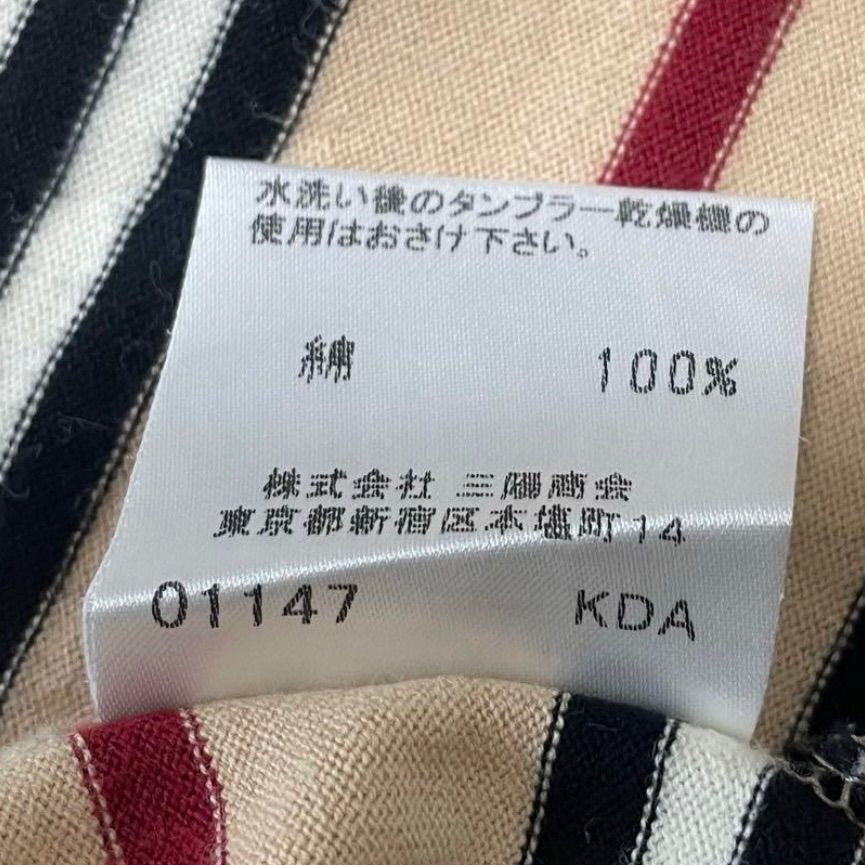 水洗い後のタンブラー乾燥機の
使用はおさけ下さい。
綿 100%
株式会社 三陽商会
東京都新宿区本塩町14
01147 KDA